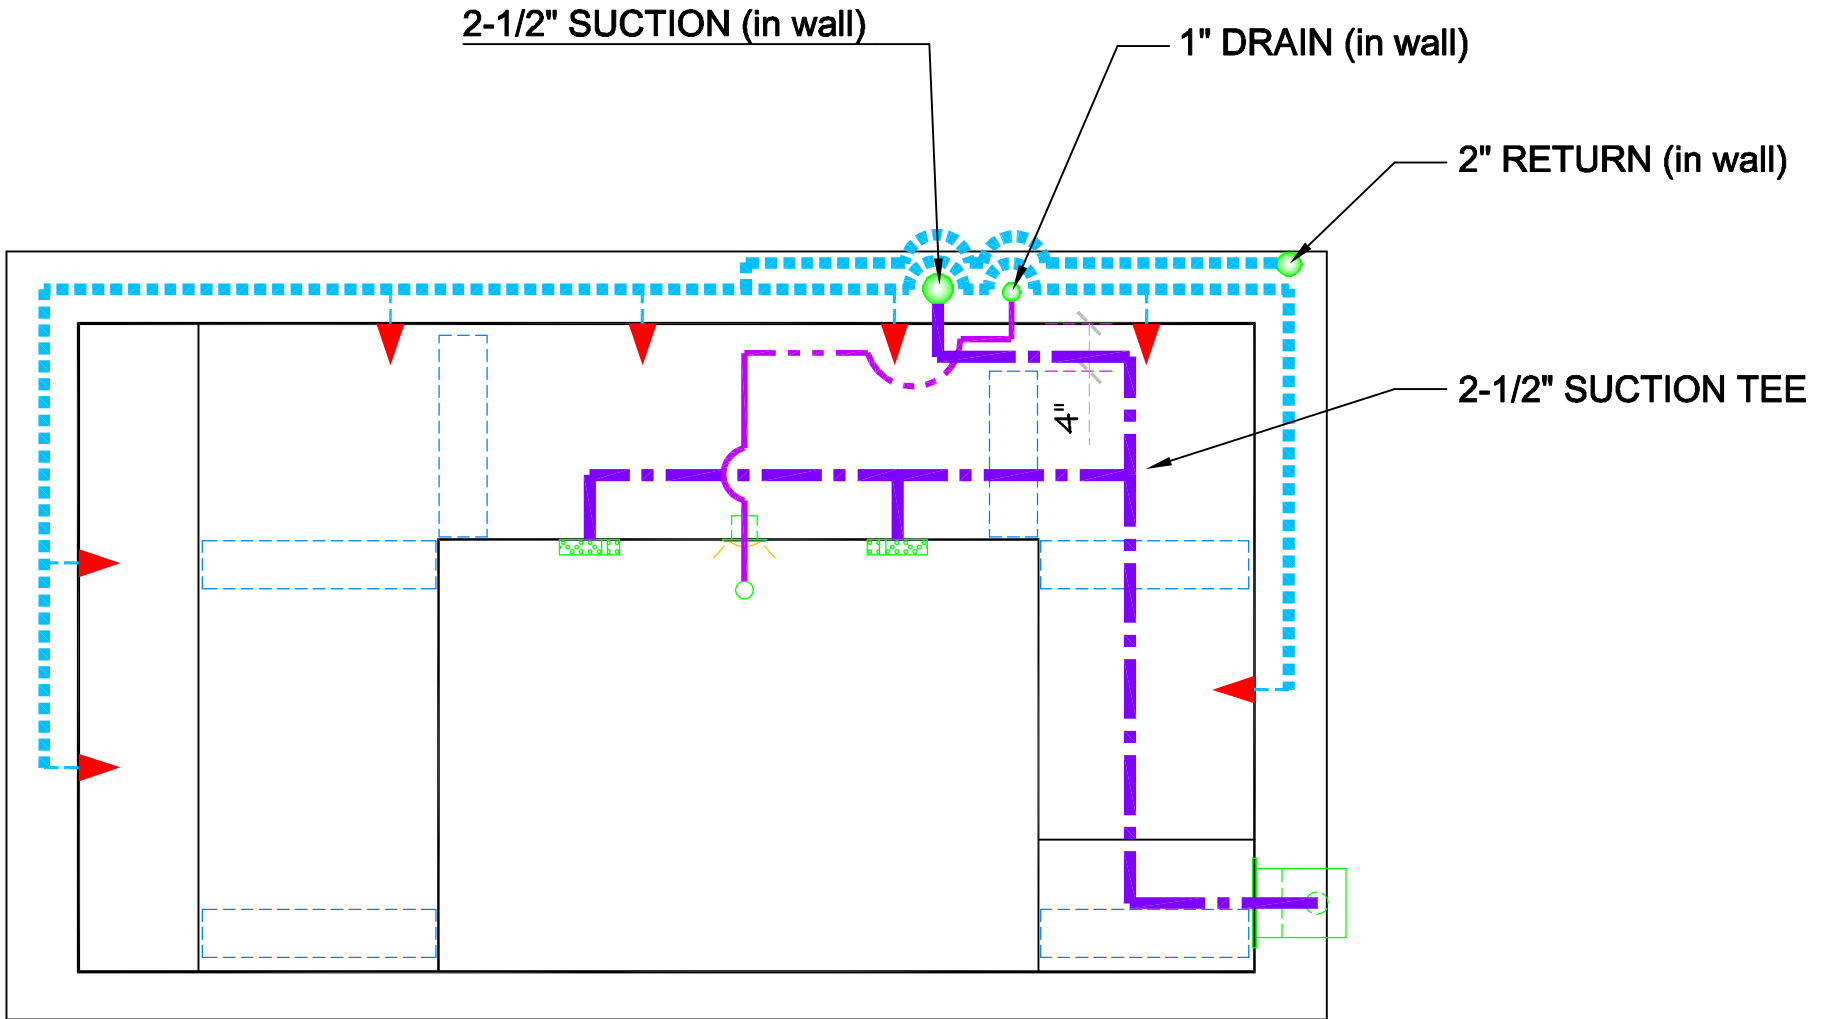 2-1/2" SUCTION (in wall)
1" DRAIN (in wall)
2" RETURN (in wall)
2-1/2" SUCTION TEE
4"